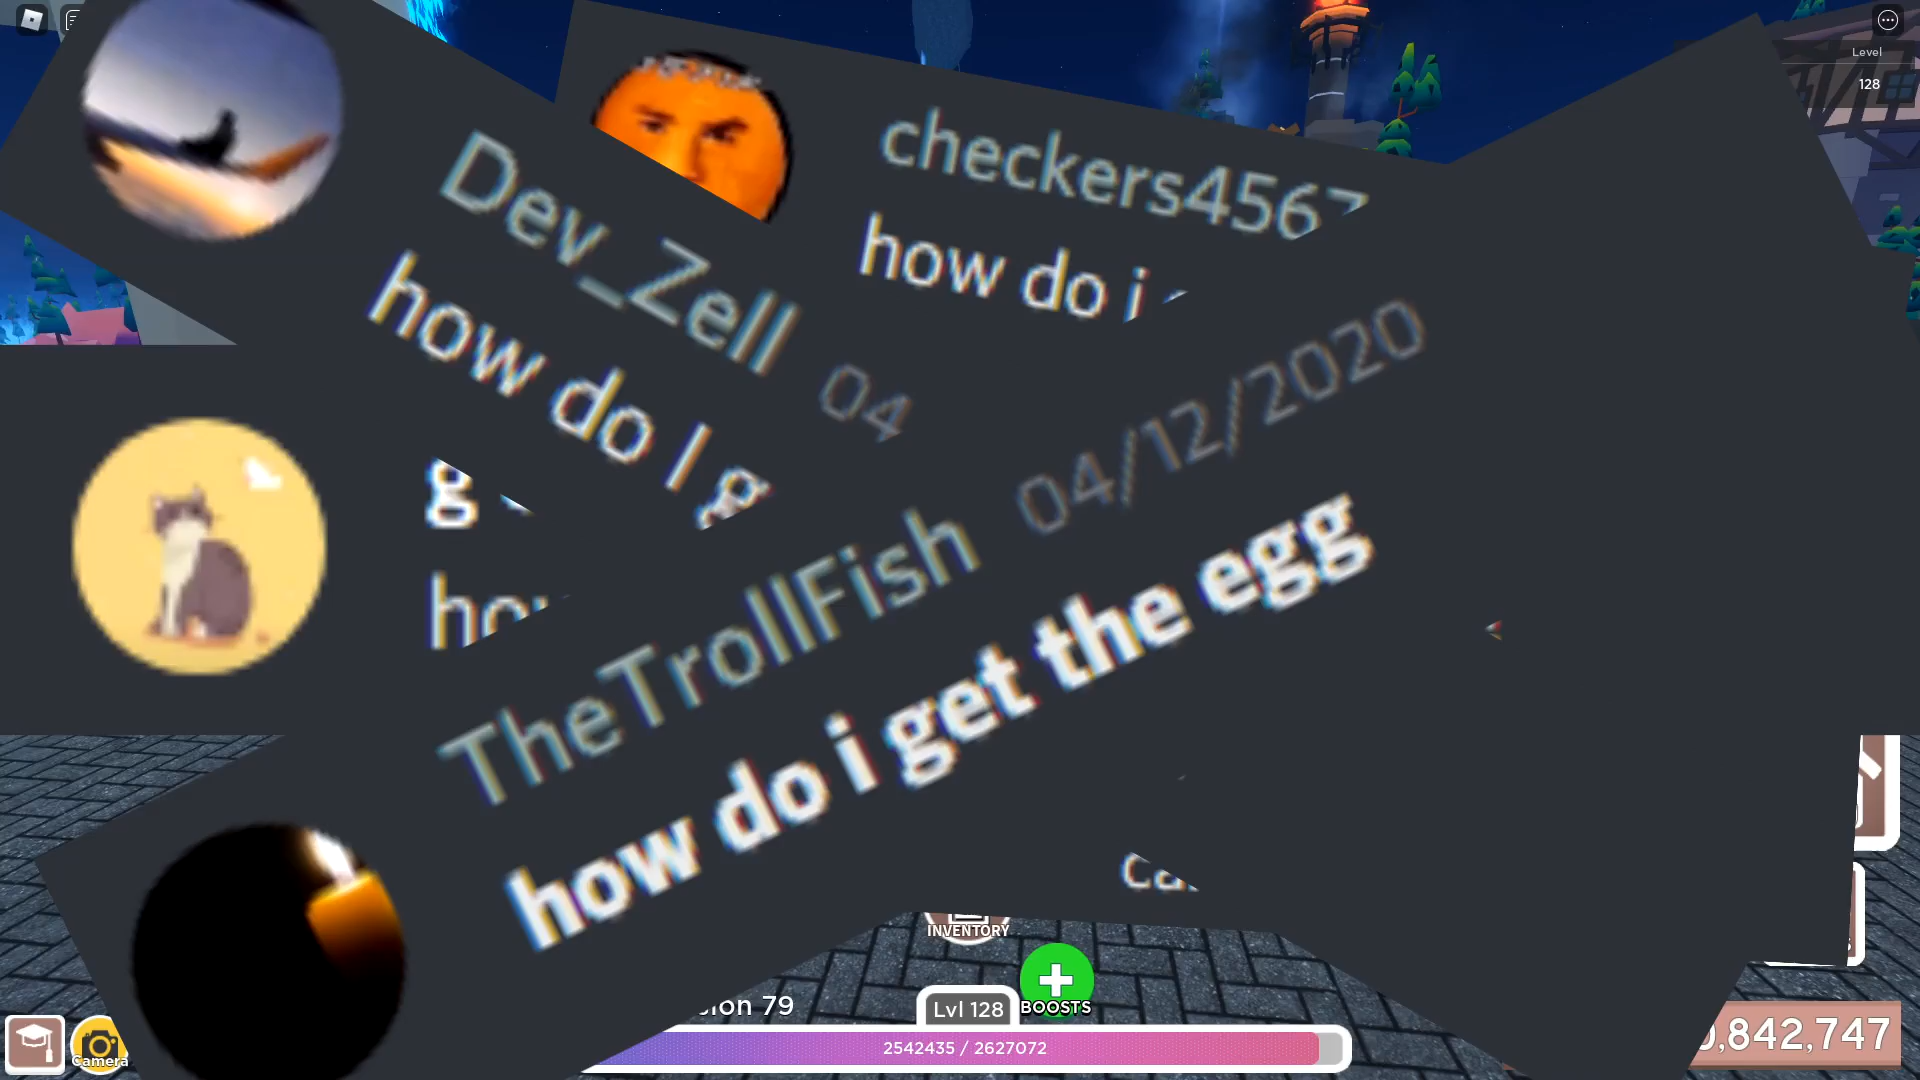 Level
128
checkers456
how do i
Dev_Zell 04
how do I g
g
TheTrollFish 04/12/2020
how do i get the egg
INVENTORY
BOOSTS
79
Lvl 128
2542435 / 2627072
Camera
,842,747